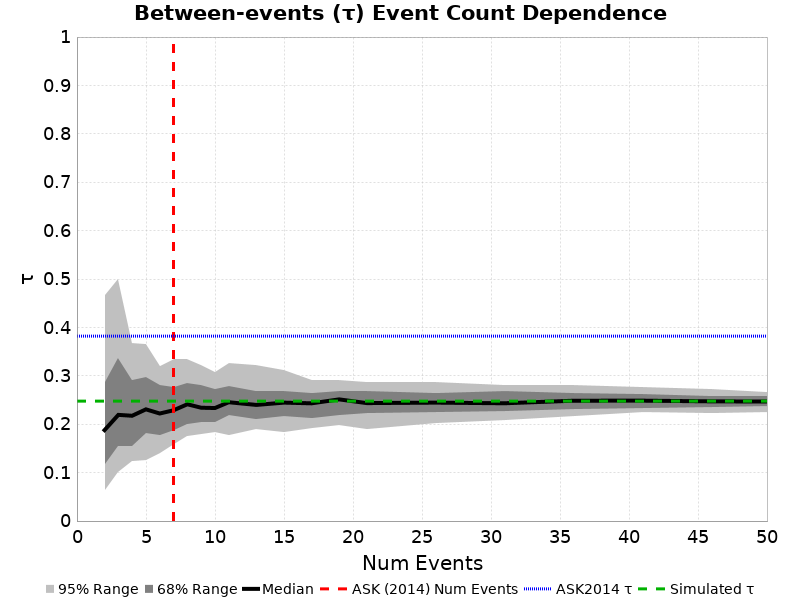 Between-events (τ) Event Count Dependence
1
0.9
0.8
0.7
0.6
0.5
0.4
0.3
0.2
0.1
0
τ
0 5 10 15 20 25 30 35 40 45 50
Num Events
95% Range 68% Range Median ASK (2014) Num Events ASK2014 τ Simulated τ